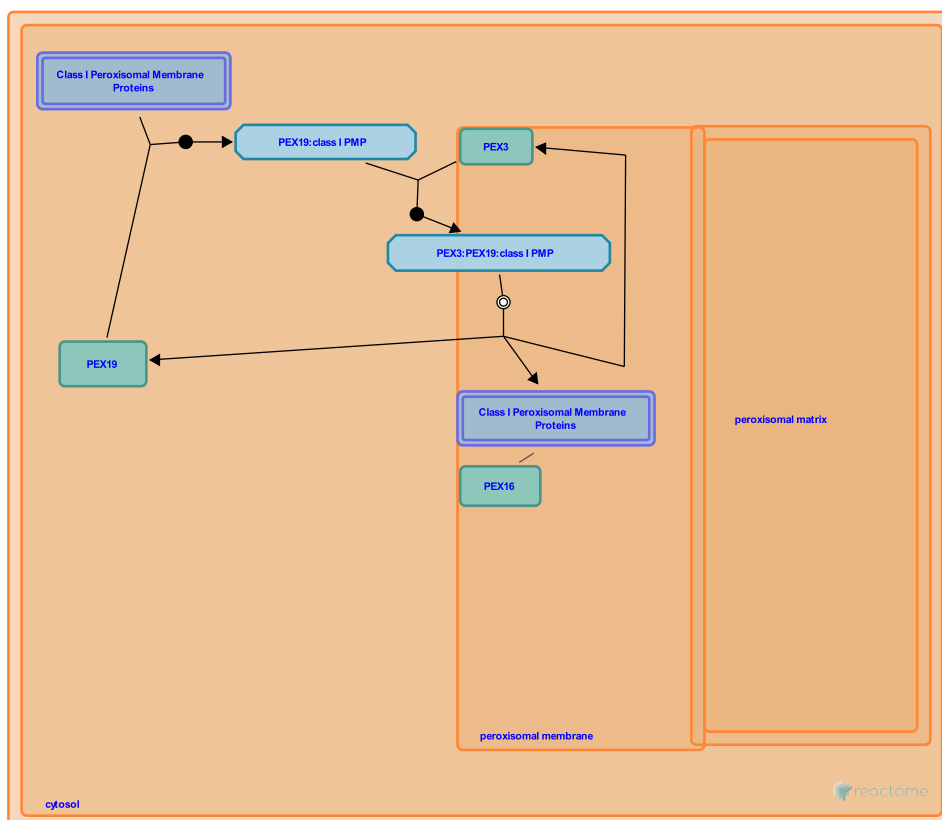 Class I Peroxisomal Membrane
Proteins
PEX19:class I PMP
PEX3
PEX3:PEX19:class I PMP
PEX19
Class I Peroxisomal Membrane
Proteins
peroxisomal matrix
PEX16
peroxisomal membrane
reactome
cytosol